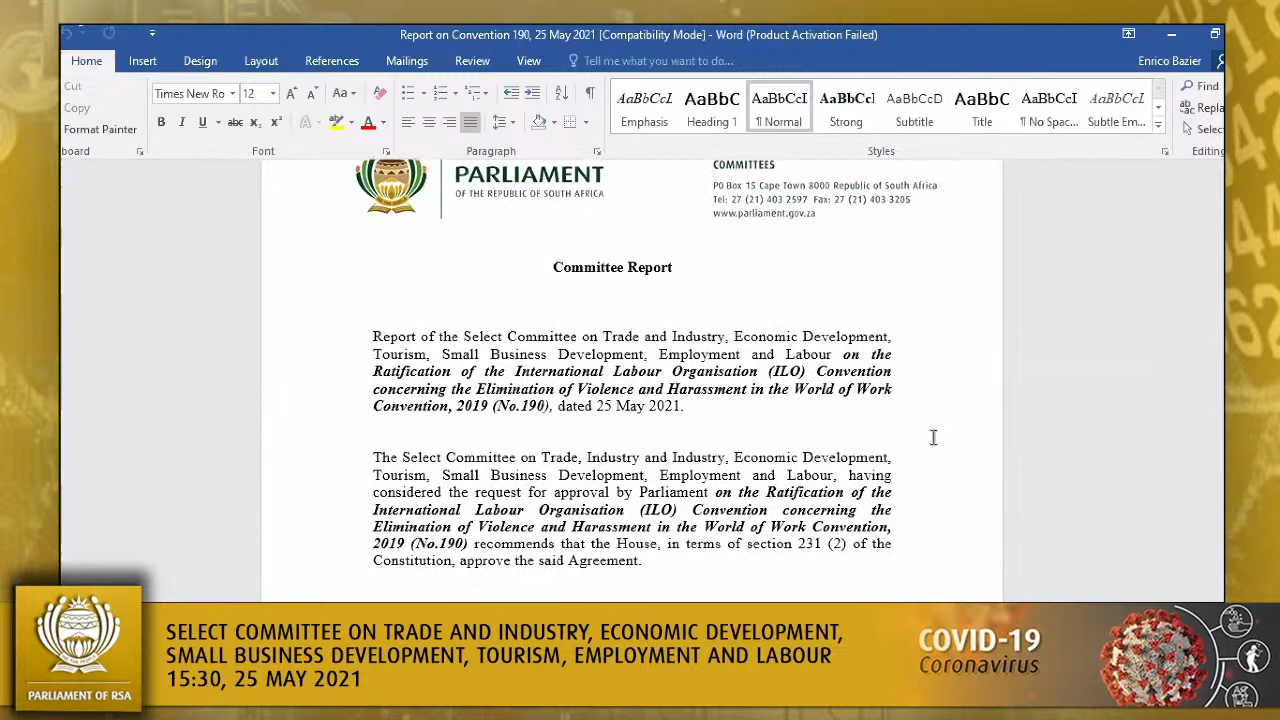 Report on Convention 190, 25 May 2021 [Compatibility Mode] - Word (Product Activation Failed)
Home Insert Design Layout References Mailings Review View Tell me what you want to do... Enrico Bazier
Cut
Copy
Format Painter
board
Times New Ro 12 Aa
B I U abc x₂ x² A A
Font
Paragraph
AaBbCcI AaBbC AaBbCcI AaBbCc AaBbCcD AaBbC AaBbCcI AaBbCcI
Emphasis Heading 1 ¶ Normal Strong Subtitle Title ¶ No Spac... Subtle Em...
Styles
Find
Repla
Selec
Editing
PARLIAMENT
OF THE REPUBLIC OF SOUTH AFRICA
COMMITTEES
PO Box 15 Cape Town 8000 Republic of South Africa
Tel: 27 (21) 403 2597 Fax: 27 (21) 403 3205
www.parliament.gov.za
Committee Report
Report of the Select Committee on Trade and Industry, Economic Development,
Tourism, Small Business Development, Employment and Labour on the
Ratification of the International Labour Organisation (ILO) Convention
concerning the Elimination of Violence and Harassment in the World of Work
Convention, 2019 (No.190), dated 25 May 2021.
The Select Committee on Trade, Industry and Industry, Economic Development,
Tourism, Small Business Development, Employment and Labour, having
considered the request for approval by Parliament on the Ratification of the
International Labour Organisation (ILO) Convention concerning the
Elimination of Violence and Harassment in the World of Work Convention,
2019 (No.190) recommends that the House, in terms of section 231 (2) of the
Constitution, approve the said Agreement.
PARLIAMENT OF RSA
SELECT COMMITTEE ON TRADE AND INDUSTRY, ECONOMIC DEVELOPMENT,
SMALL BUSINESS DEVELOPMENT, TOURISM, EMPLOYMENT AND LABOUR
15:30, 25 MAY 2021
COVID-19
Coronavirus